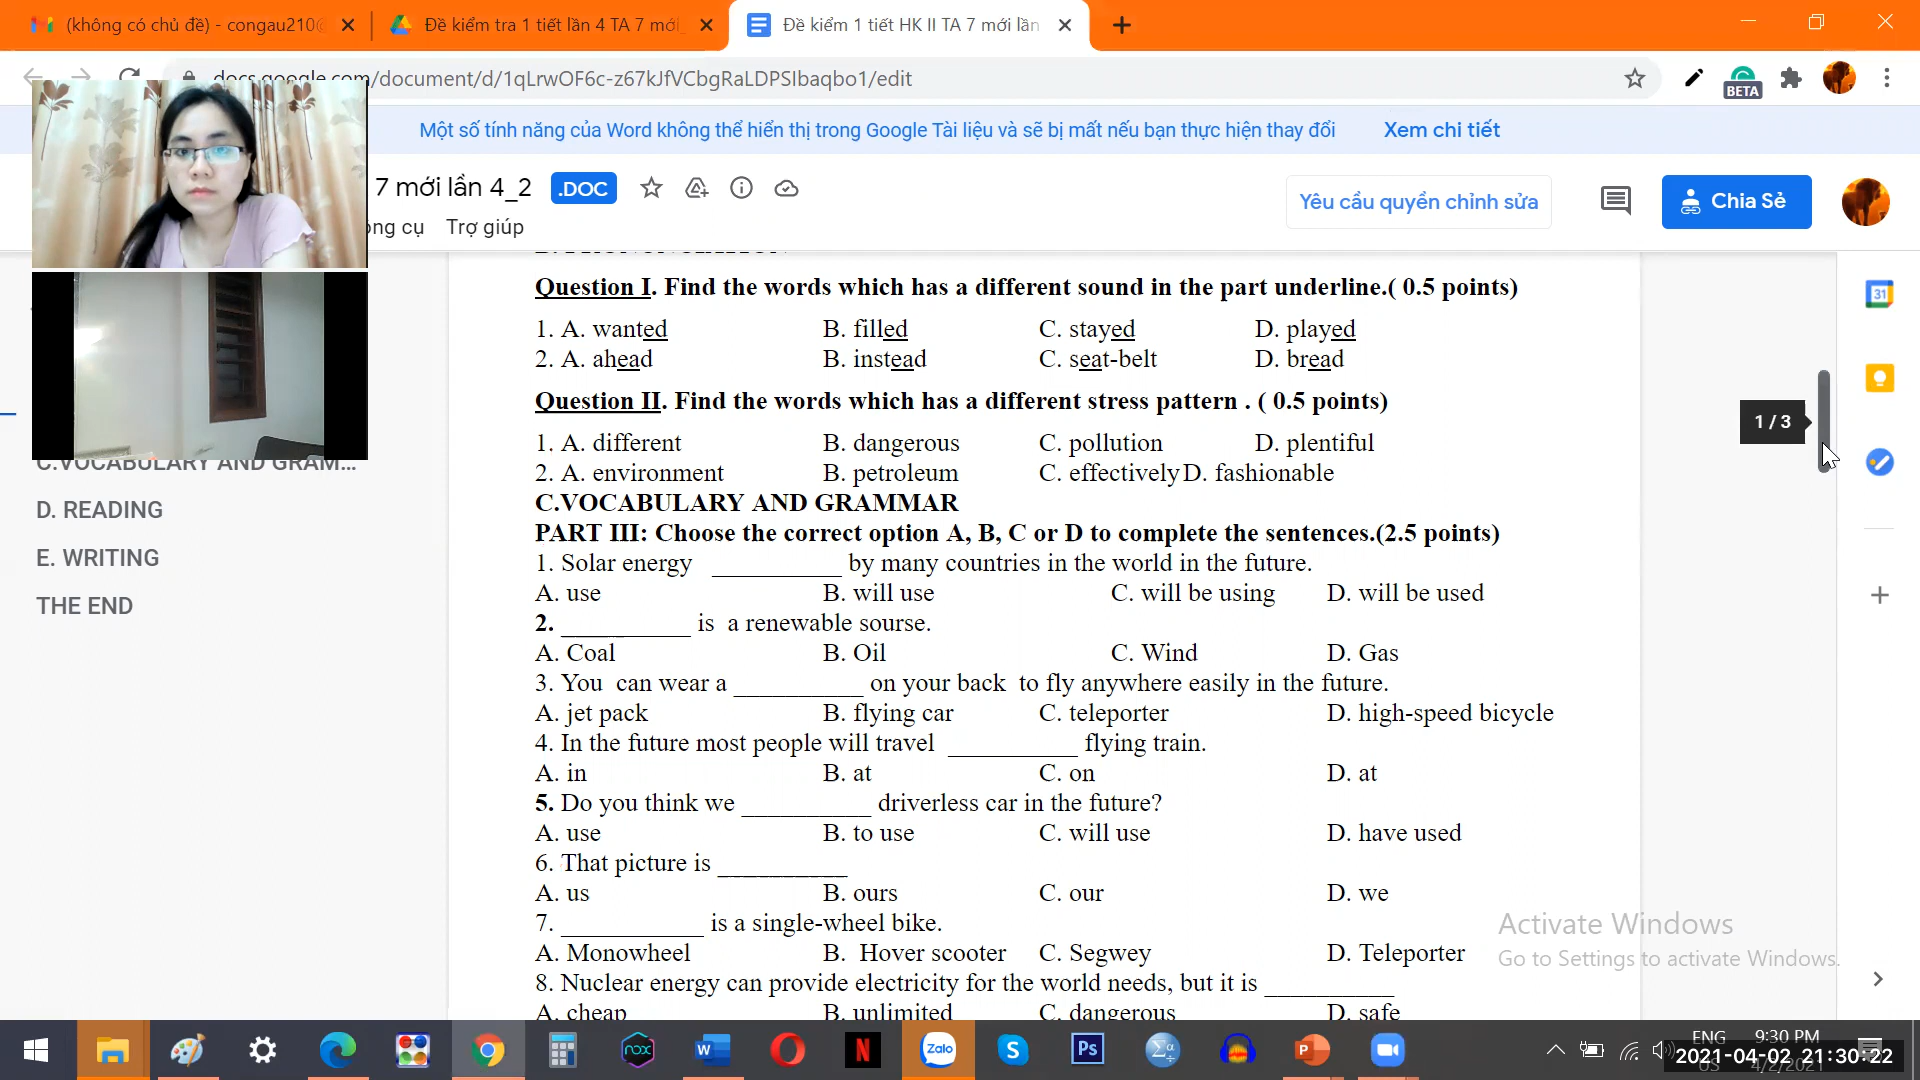 (không có chủ đề) - congau210@
Đề kiểm tra 1 tiết lần 4 TA 7 mới
Đề kiểm 1 tiết HK II TA 7 mới lần
docs.google.com/document/d/1qLrwOF6c-z67kJfVCbgRaLDPSIbaqbo1/edit
BETA
Một số tính năng của Word không thể hiển thị trong Google Tài liệu và sẽ bị mất nếu bạn thực hiện thay đổi Xem chi tiết
7 mới lần 4_2 .DOC
Yêu cầu quyền chỉnh sửa Chia Sẻ
ông cụ Trợ giúp
Question I. Find the words which has a different sound in the part underline.( 0.5 points)
1. A. wanted B. filled C. stayed D. played
2. A. ahead B. instead C. seat-belt D. bread
Question II. Find the words which has a different stress pattern . ( 0.5 points)
1. A. different B. dangerous C. pollution D. plentiful
2. A. environment B. petroleum C. effectively D. fashionable
C.VOCABULARY AND GRAMMAR
PART III: Choose the correct option A, B, C or D to complete the sentences.(2.5 points)
1. Solar energy __________ by many countries in the world in the future.
A. use B. will use C. will be using D. will be used
2. __________ is a renewable sourse.
A. Coal B. Oil C. Wind D. Gas
3. You can wear a __________ on your back to fly anywhere easily in the future.
A. jet pack B. flying car C. teleporter D. high-speed bicycle
4. In the future most people will travel __________ flying train.
A. in B. at C. on D. at
5. Do you think we __________ driverless car in the future?
A. use B. to use C. will use D. have used
6. That picture is __________
A. us B. ours C. our D. we
7. ___________ is a single-wheel bike.
A. Monowheel B. Hover scooter C. Segwey D. Teleporter
8. Nuclear energy can provide electricity for the world needs, but it is __________
A. cheap B. unlimited C. dangerous D. safe
C.VOCABULARY AND GRAM...
D. READING
E. WRITING
THE END
1 / 3
31
Activate Windows
Go to Settings to activate Windows.
nox
W
N
Zalo
S
Ps
P
ENG
US
9:30 PM
4/2/2021
2021-04-02 21:30:22